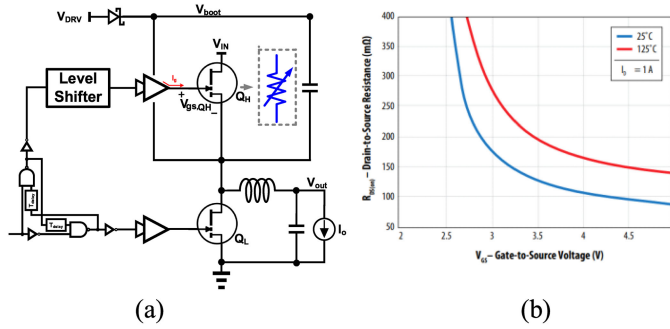 V_DRV
V_boot
V_IN
Level
Shifter
I_g
+
V_gs,QH
−
Q_H
T_delay
T_delay
V_out
Q_L
I_o
(a)
R_DS(on) – Drain-to-Source Resistance (mΩ)
400
350
300
250
200
150
100
50
0
25˚C
125˚C
I_D = 1 A
2 2.5 3 3.5 4 4.5
V_GS – Gate-to-Source Voltage (V)
(b)